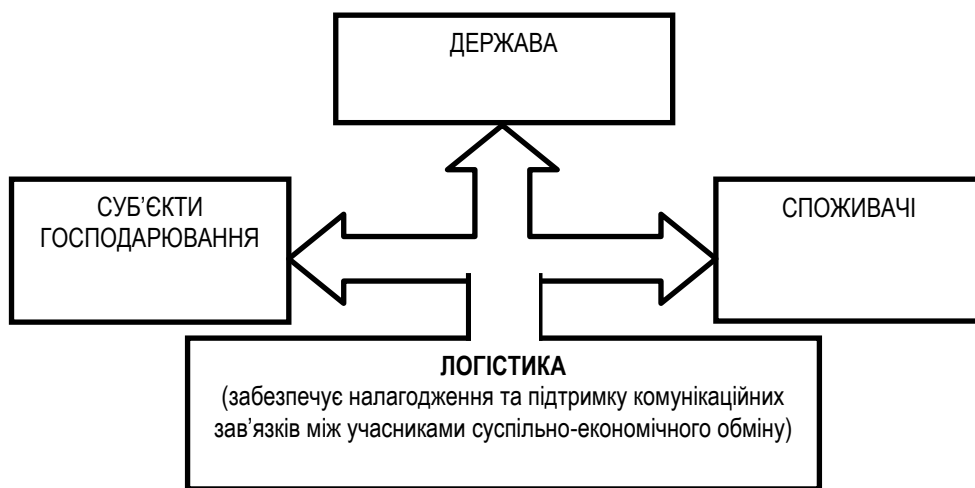 ДЕРЖАВА
СУБ’ЄКТИ
ГОСПОДАРЮВАННЯ
СПОЖИВАЧІ
ЛОГІСТИКА
(забезпечує налагодження та підтримку комунікаційних
зав’язків між учасниками суспільно-економічного обміну)